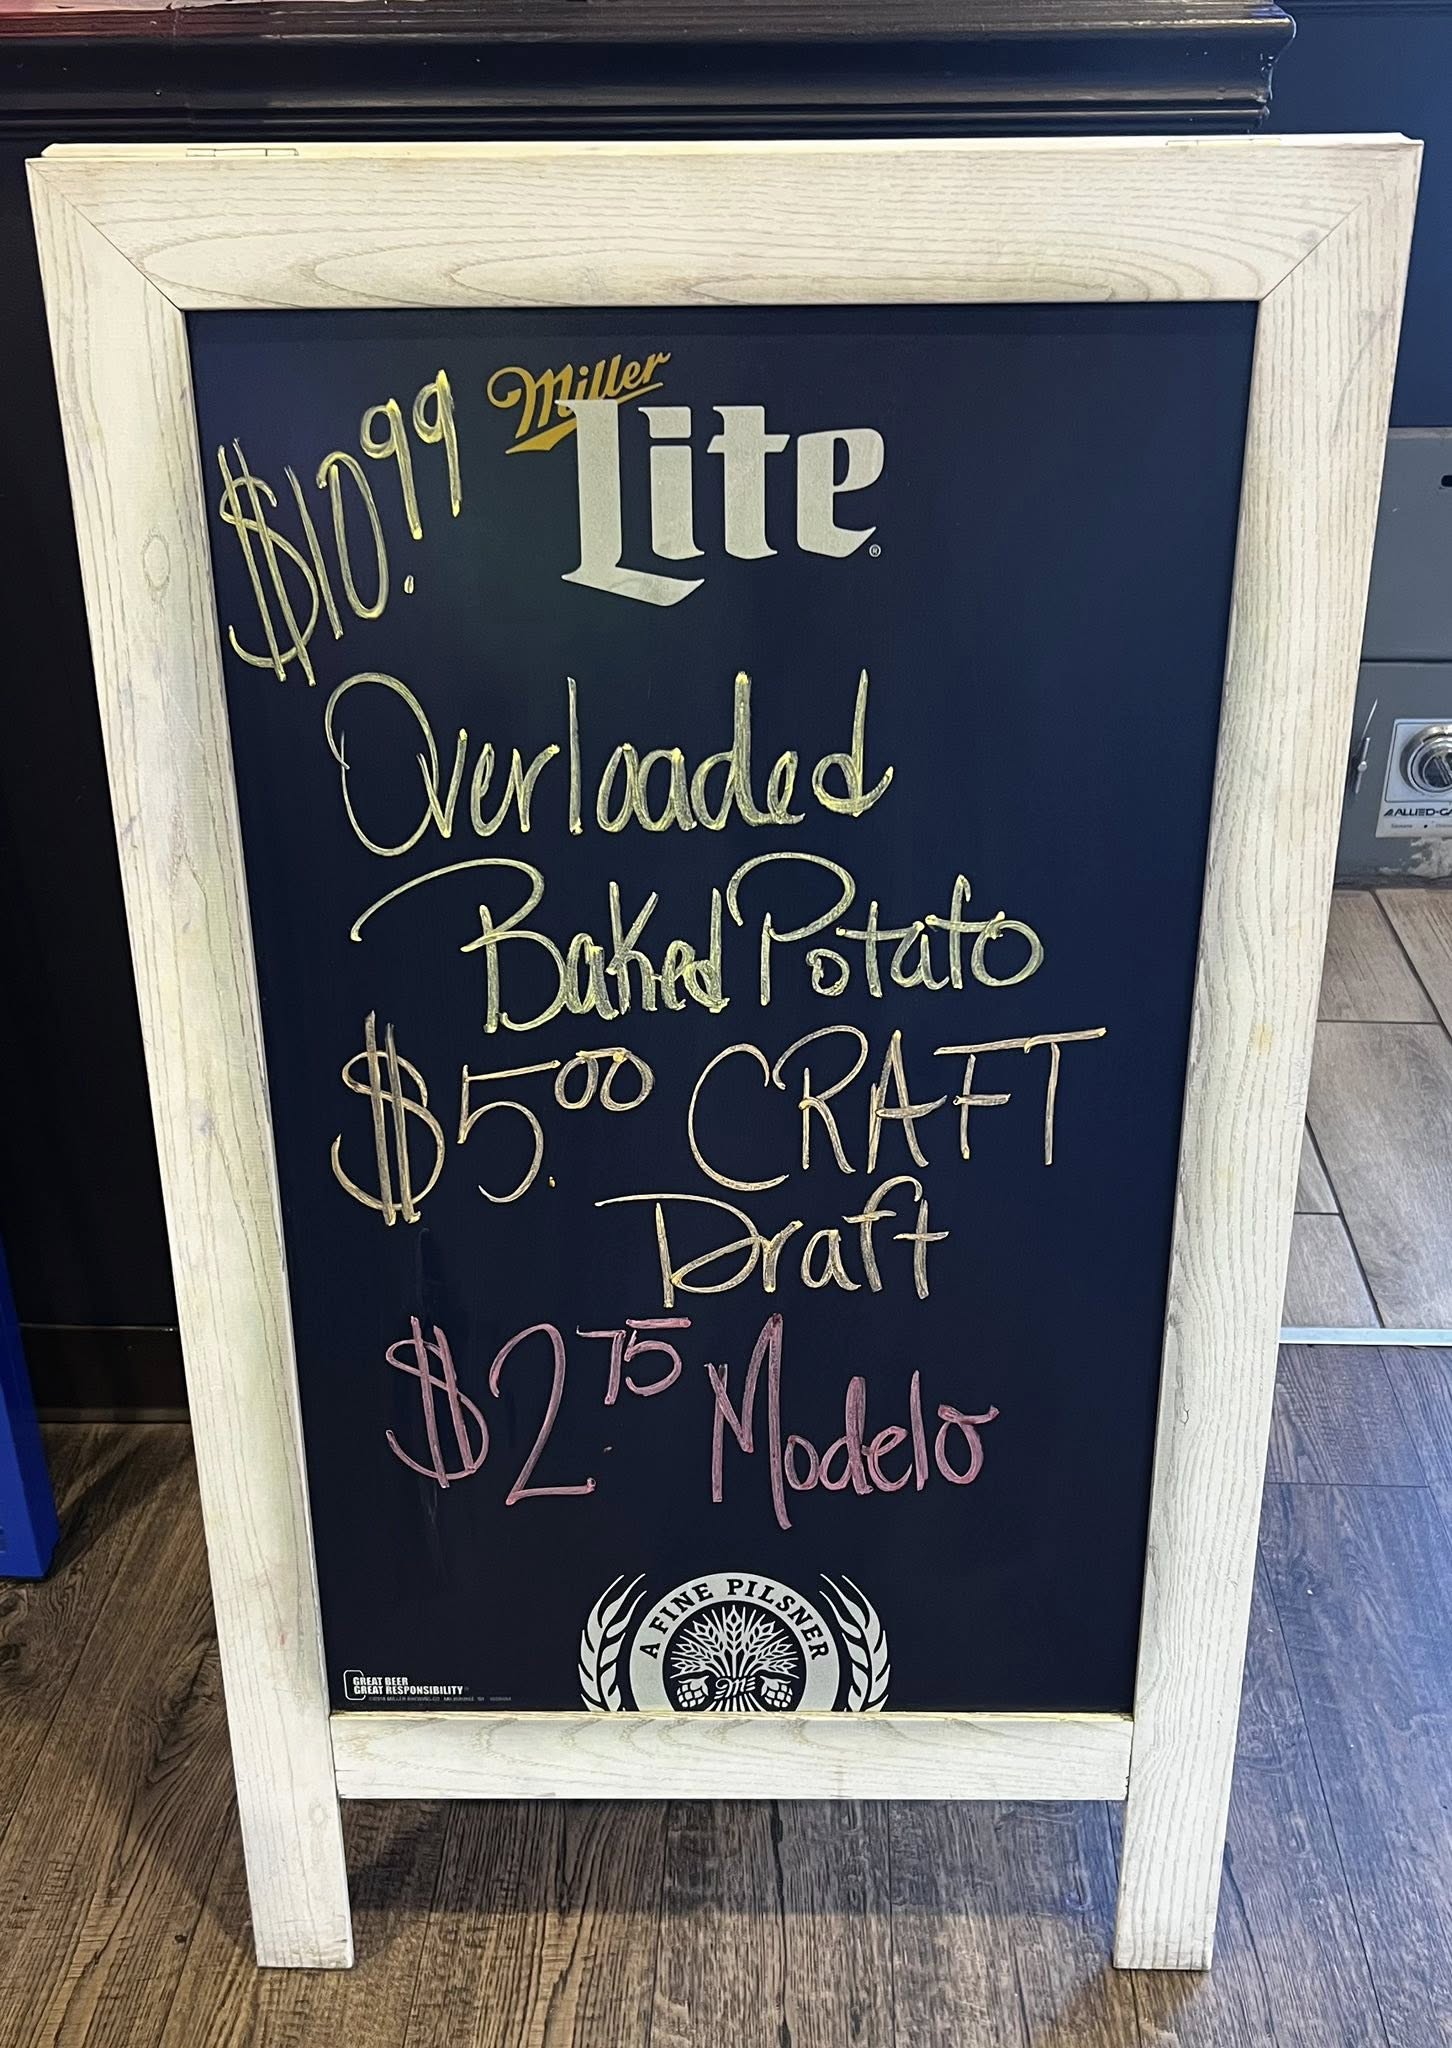 Miller
Lite
$10.99
Overloaded
Baked Potato
$5.00 CRAFT
Draft
$2.75 Modelo
A FINE PILSNER
GREAT BEER
GREAT RESPONSIBILITY